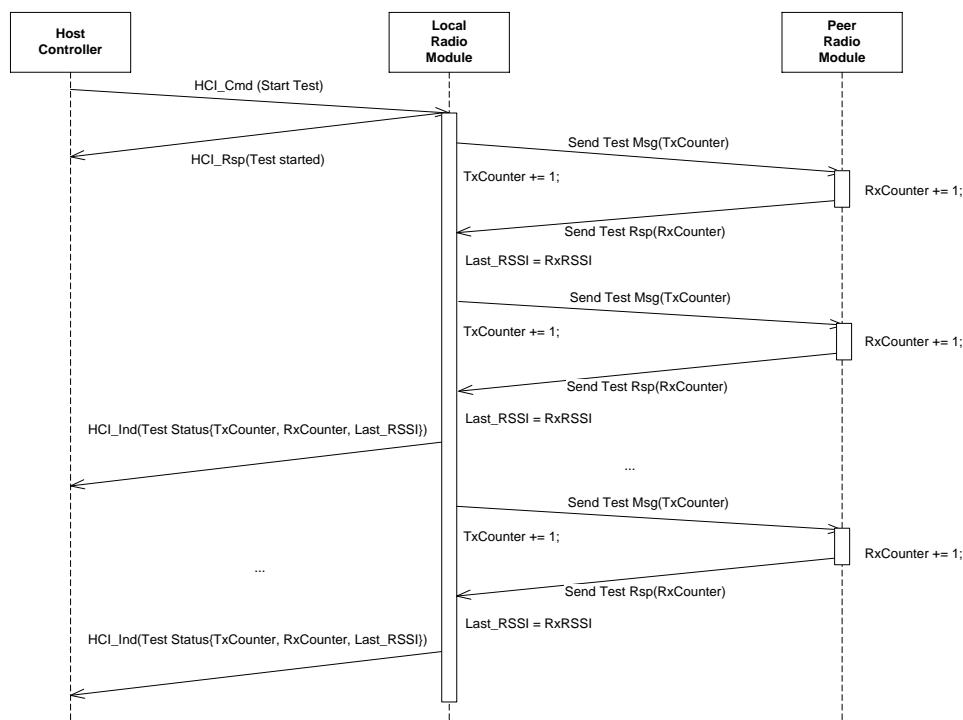 Host
Controller
Local
Radio
Module
Peer
Radio
Module
HCI_Cmd (Start Test)
HCI_Rsp(Test started)
Send Test Msg(TxCounter)
TxCounter += 1;
RxCounter += 1;
Send Test Rsp(RxCounter)
Last_RSSI = RxRSSI
Send Test Msg(TxCounter)
TxCounter += 1;
RxCounter += 1;
Send Test Rsp(RxCounter)
Last_RSSI = RxRSSI
HCI_Ind(Test Status{TxCounter, RxCounter, Last_RSSI})
...
Send Test Msg(TxCounter)
TxCounter += 1;
RxCounter += 1;
...
Send Test Rsp(RxCounter)
Last_RSSI = RxRSSI
HCI_Ind(Test Status{TxCounter, RxCounter, Last_RSSI})